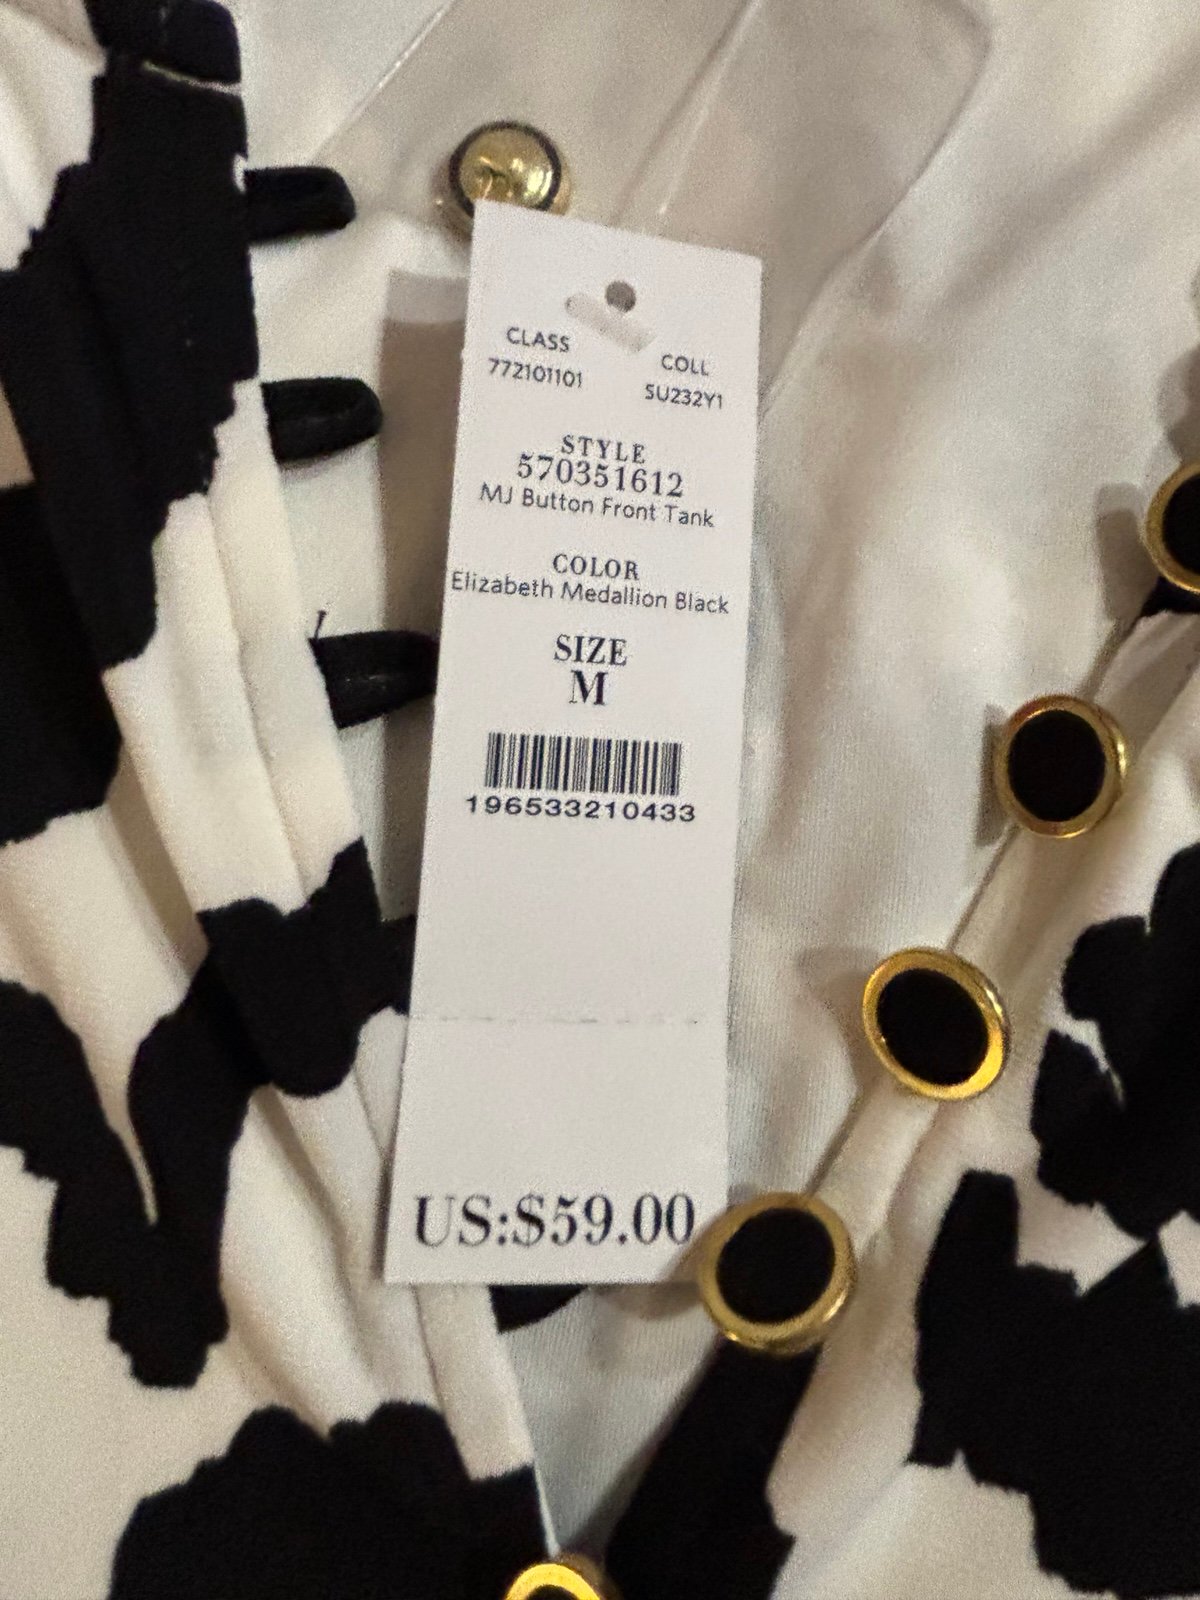 CLASS
772101101
COLL
SU232Y1
STYLE
570351612
MJ Button Front Tank
COLOR
Elizabeth Medallion Black
SIZE
M
196533210433
US:$59.00